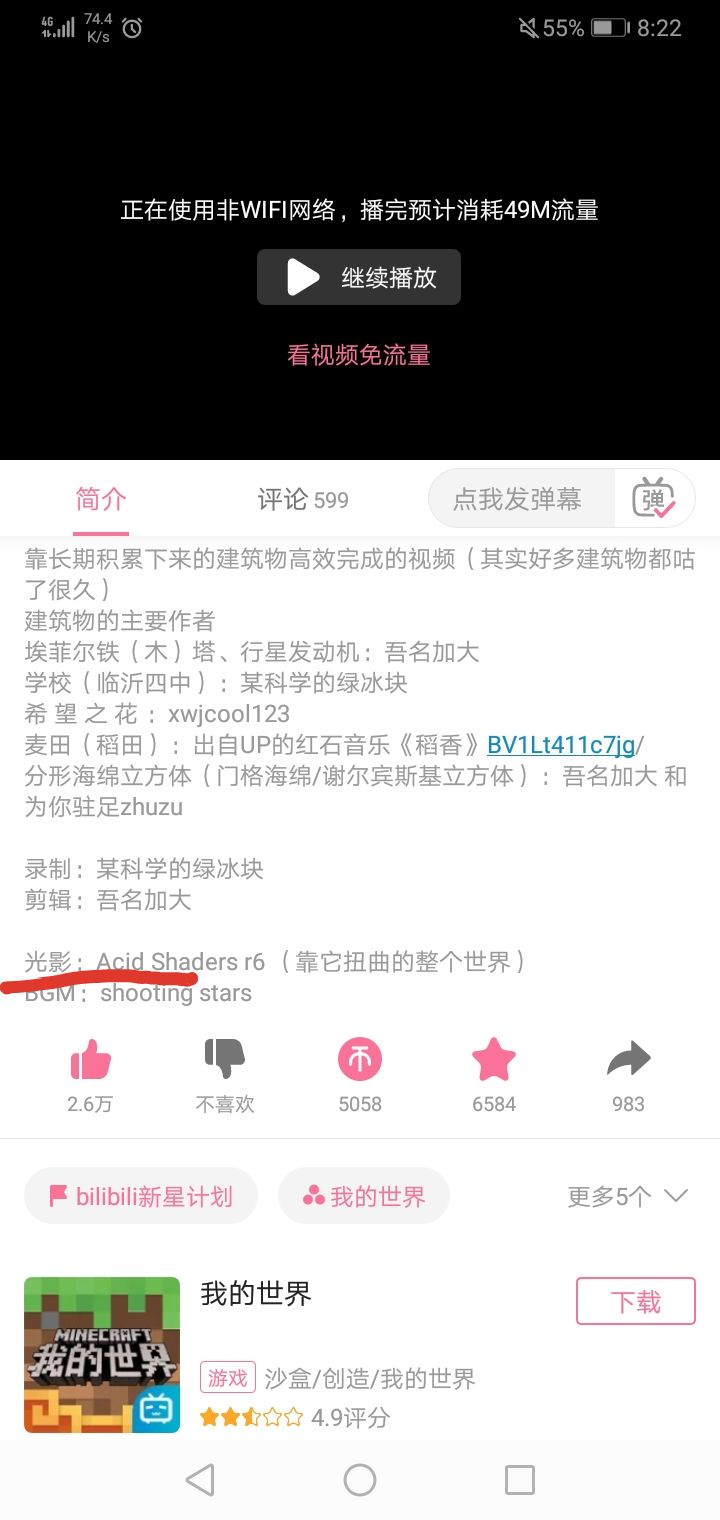 4G 74.4 K/s 55% 8:22
正在使用非WIFI网络，播完预计消耗49M流量
继续播放
看视频免流量
简介 评论 599 点我发弹幕 弹
靠长期积累下来的建筑物高效完成的视频（其实好多建筑物都咕
了很久）
建筑物的主要作者
埃菲尔铁（木）塔、行星发动机：吾名加大
学校（临沂四中）：某科学的绿冰块
希 望 之 花 ：xwjcool123
麦田（稻田）：出自UP的红石音乐《稻香》BV1Lt411c7jg/
分形海绵立方体（门格海绵/谢尔宾斯基立方体）：吾名加大 和
为你驻足zhuzu
录制：某科学的绿冰块
剪辑：吾名加大
光影：Acid Shaders r6 （靠它扭曲的整个世界）
BGM：shooting stars
2.6万 不喜欢 5058 6584 983
bilibili新星计划 我的世界 更多5个
我的世界 下载
MINECRAFT
我的世界
游戏 沙盒/创造/我的世界
4.9评分